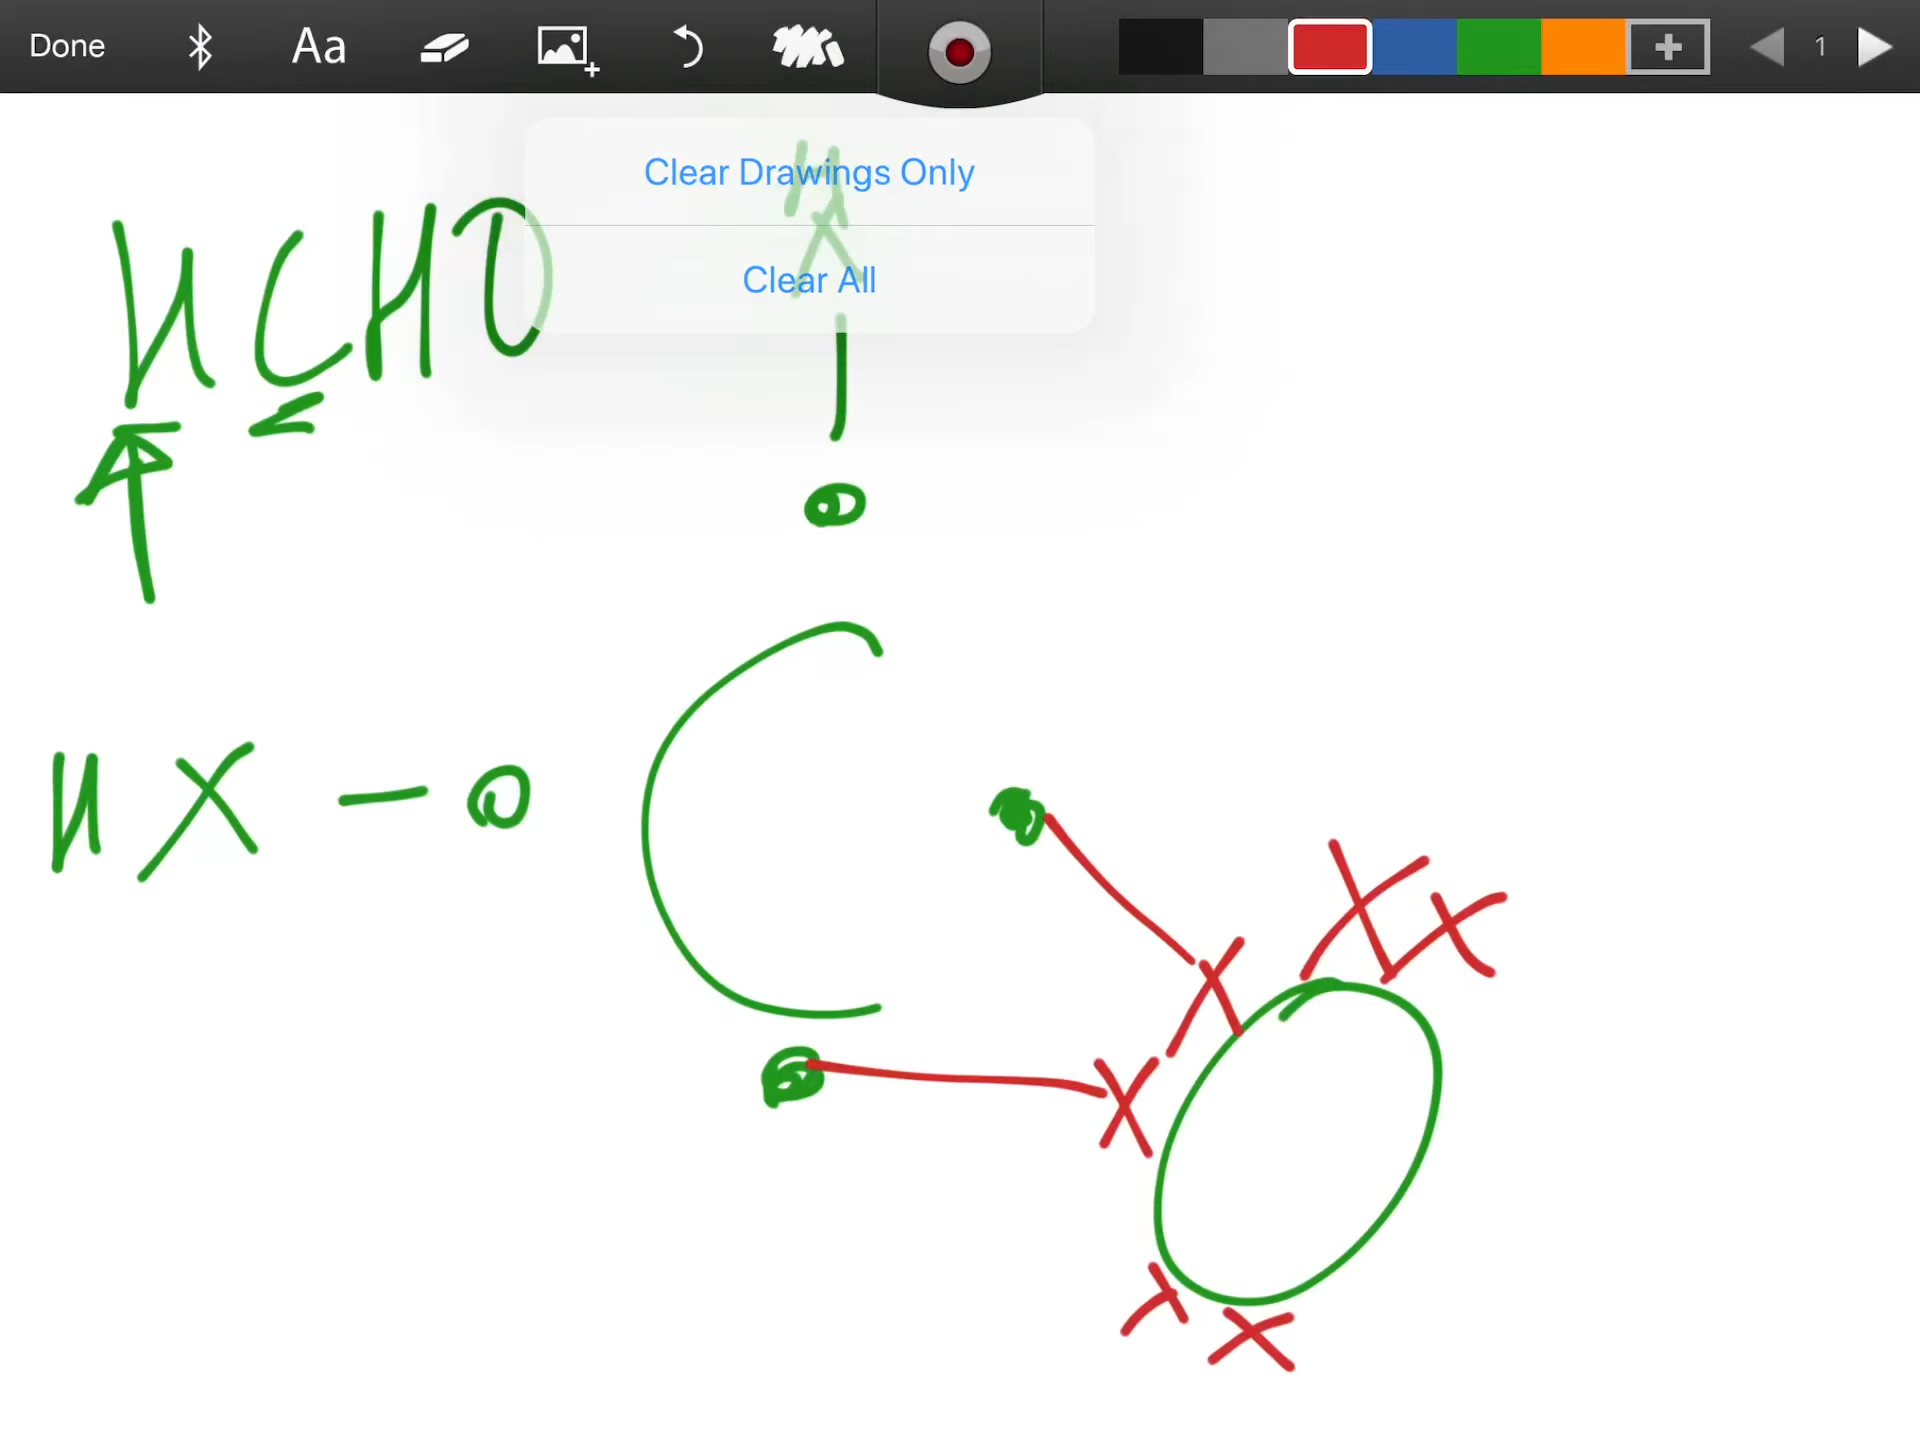 Done Aa 1
Clear Drawings Only
Clear All
HCHO
H
X
O
HX - O
C
X X
X
X
X
X